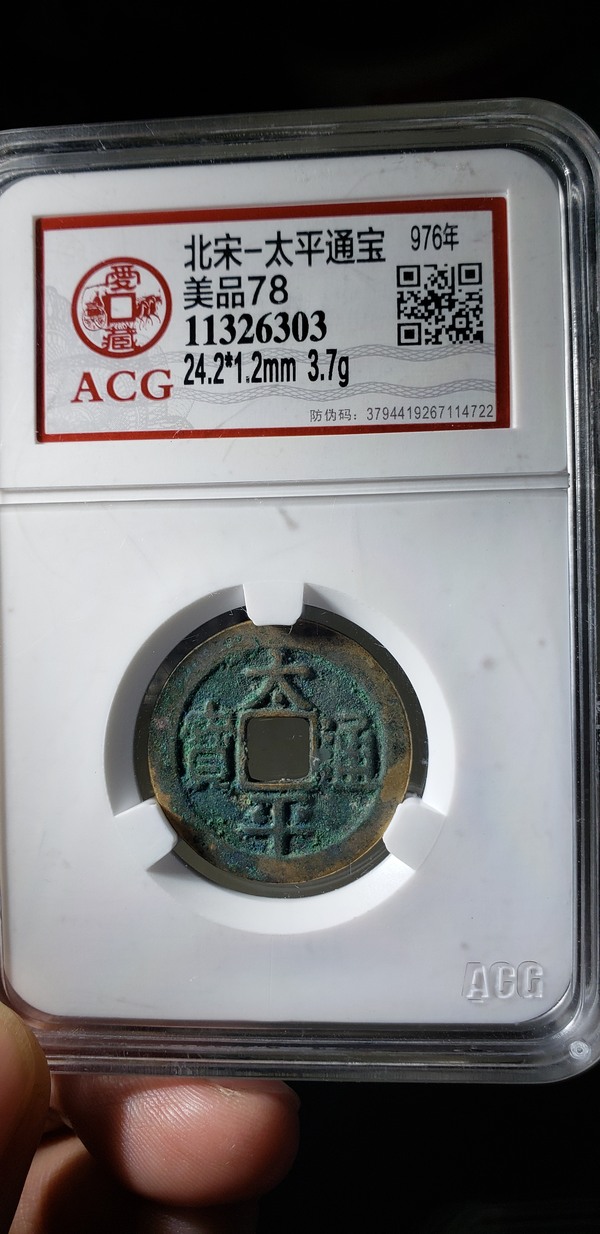 北宋-太平通宝 976年
美品78
11326303
24.2*1.2mm 3.7g
防伪码：3794419267114722
愛藏
ACG
太平通寶
ACG